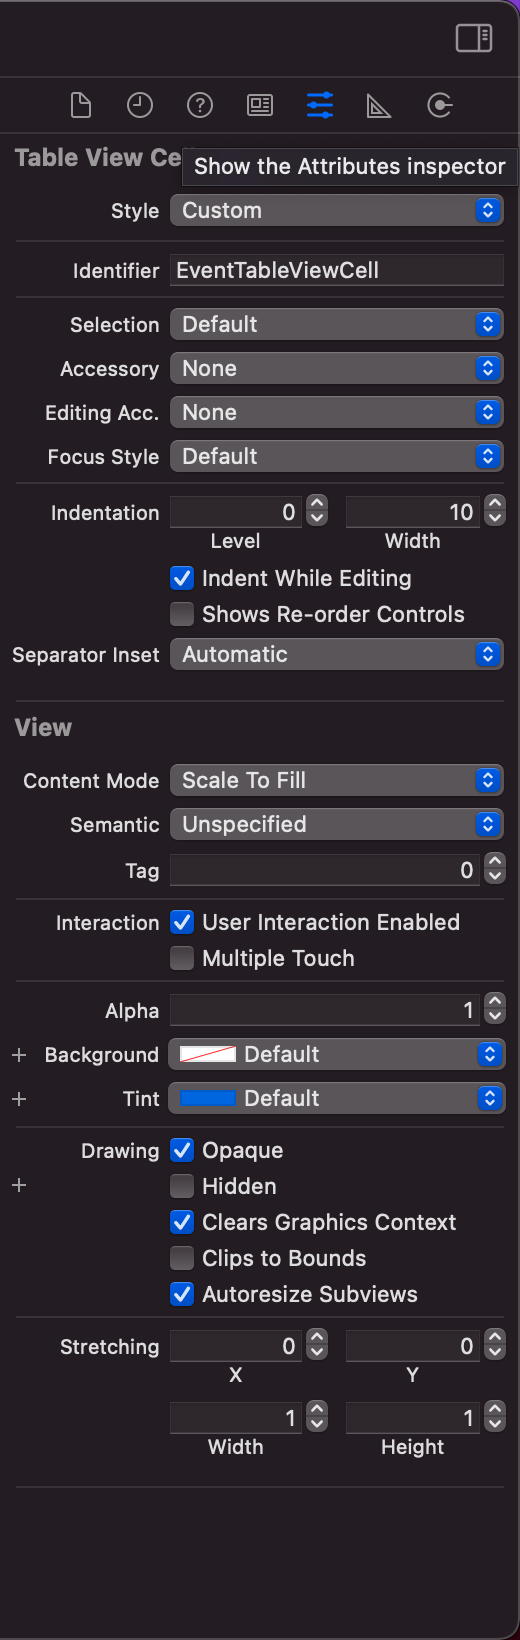 Table View Ce
Show the Attributes inspector
Style Custom
Identifier EventTableViewCell
Selection Default
Accessory None
Editing Acc. None
Focus Style Default
Indentation 0 10
Level Width
Indent While Editing
Shows Re-order Controls
Separator Inset Automatic
View
Content Mode Scale To Fill
Semantic Unspecified
Tag 0
Interaction User Interaction Enabled
Multiple Touch
Alpha 1
+ Background Default
+ Tint Default
Drawing Opaque
+ Hidden
Clears Graphics Context
Clips to Bounds
Autoresize Subviews
Stretching 0 0
X Y
1 1
Width Height